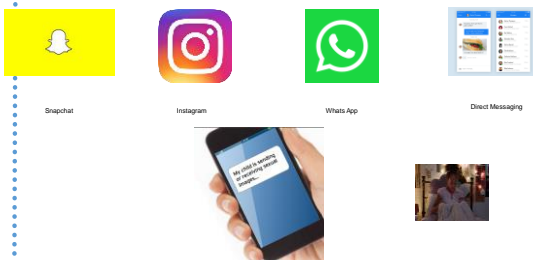 Snapchat
Instagram
Whats App
Direct Messaging
My child is sending
or receiving sexual
images...